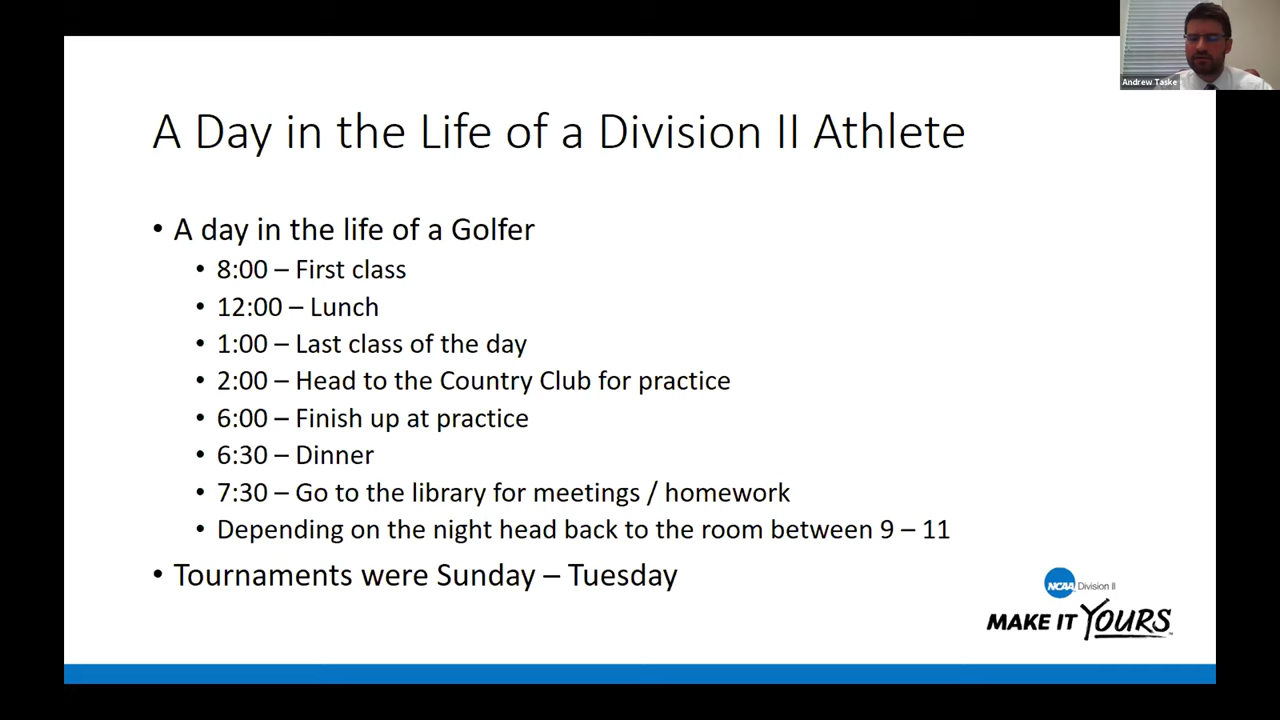 Andrew Taske
A Day in the Life of a Division II Athlete
• A day in the life of a Golfer
• 8:00 – First class
• 12:00 – Lunch
• 1:00 – Last class of the day
• 2:00 – Head to the Country Club for practice
• 6:00 – Finish up at practice
• 6:30 – Dinner
• 7:30 – Go to the library for meetings / homework
• Depending on the night head back to the room between 9 – 11
• Tournaments were Sunday – Tuesday
NCAA Division II
MAKE IT YOURS™